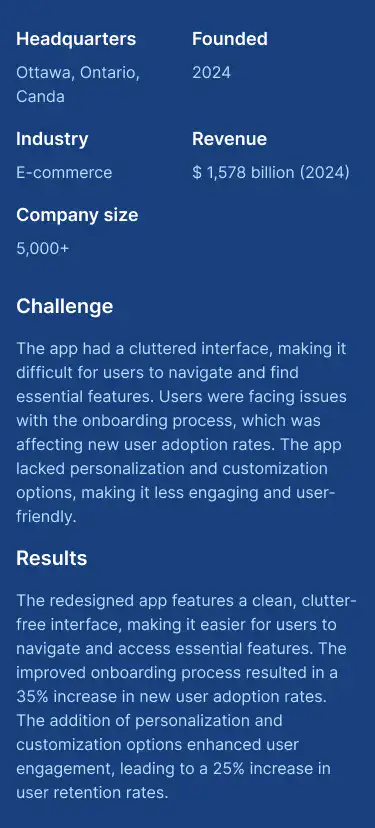 Headquarters
Founded
Ottawa, Ontario,
Canda
2024
Industry
Revenue
E-commerce
$ 1,578 billion (2024)
Company size
5,000+
Challenge
The app had a cluttered interface, making it
difficult for users to navigate and find
essential features. Users were facing issues
with the onboarding process, which was
affecting new user adoption rates. The app
lacked personalization and customization
options, making it less engaging and user-
friendly.
Results
The redesigned app features a clean, clutter-
free interface, making it easier for users to
navigate and access essential features. The
improved onboarding process resulted in a
35% increase in new user adoption rates.
The addition of personalization and
customization options enhanced user
engagement, leading to a 25% increase in
user retention rates.